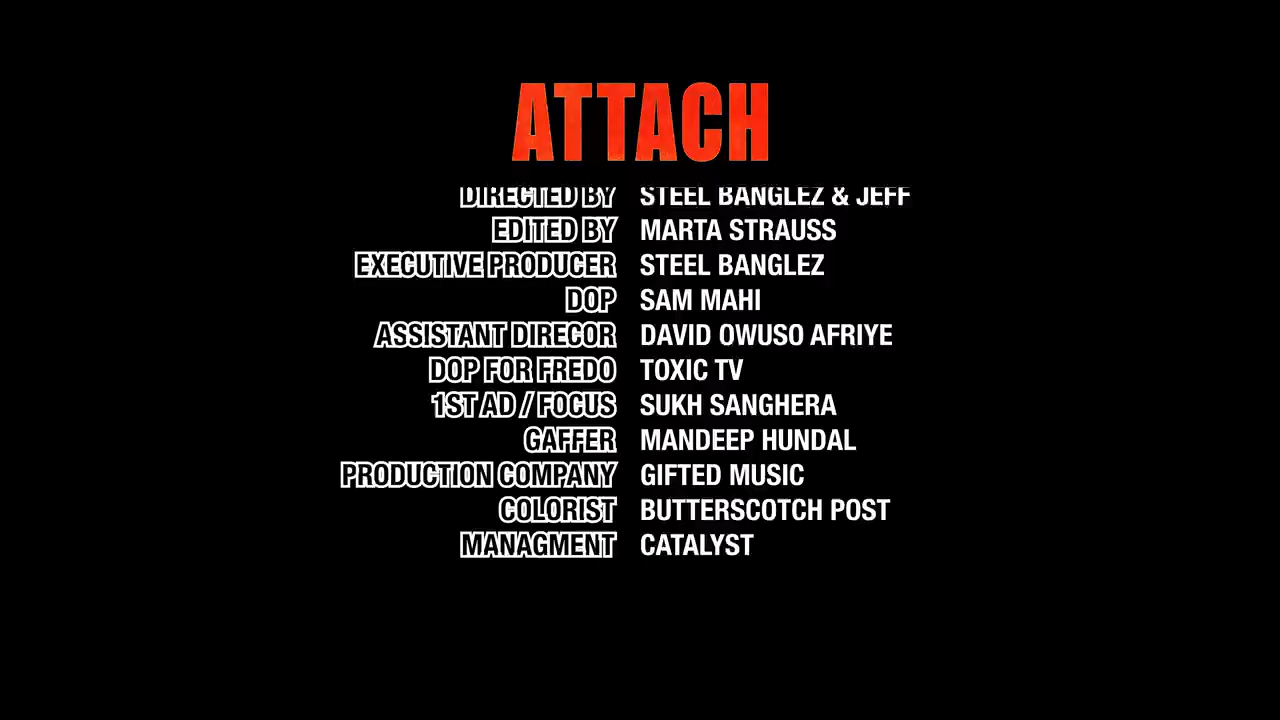 ATTACH
DIRECTED BY STEEL BANGLEZ & JEFF
EDITED BY MARTA STRAUSS
EXECUTIVE PRODUCER STEEL BANGLEZ
DOP SAM MAHI
ASSISTANT DIRECOR DAVID OWUSO AFRIYE
DOP FOR FREDO TOXIC TV
1ST AD / FOCUS SUKH SANGHERA
GAFFER MANDEEP HUNDAL
PRODUCTION COMPANY GIFTED MUSIC
COLORIST BUTTERSCOTCH POST
MANAGMENT CATALYST